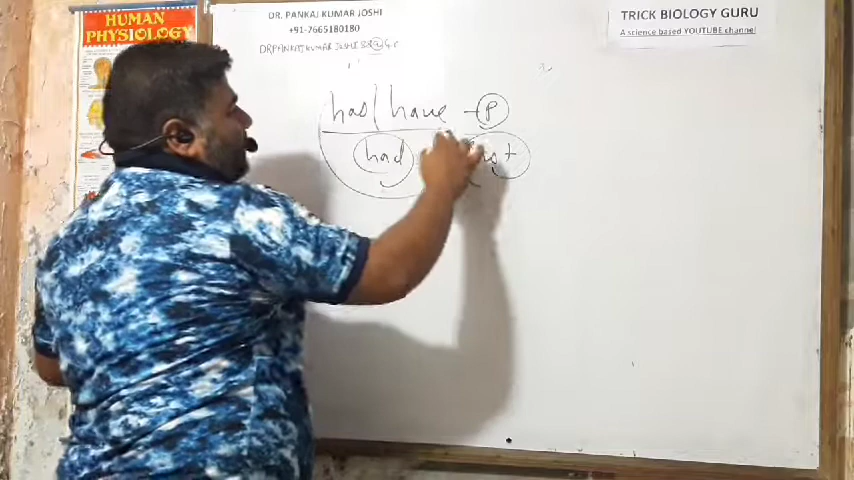 HUMAN
PHYSIOLOGY
DR. PANKAJ KUMAR JOSHI
+91-7665180180
TRICK BIOLOGY GURU
A science based YOUTUBE channel
has/have - P
had